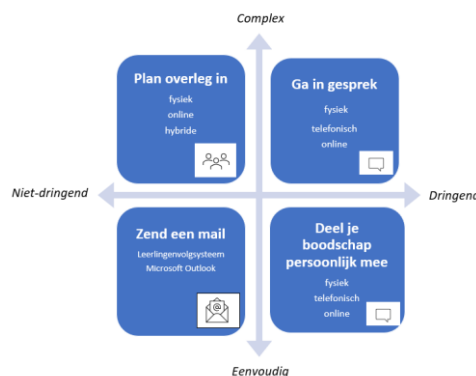 Complex
Plan overleg in
fysiek
online
hybride
Ga in gesprek
fysiek
telefonisch
online
Niet-dringend
Dringend
Zend een mail
Leerlingenvolgsysteem
Microsoft Outlook
Deel je
boodschap
persoonlijk mee
fysiek
telefonisch
online
Eenvoudig